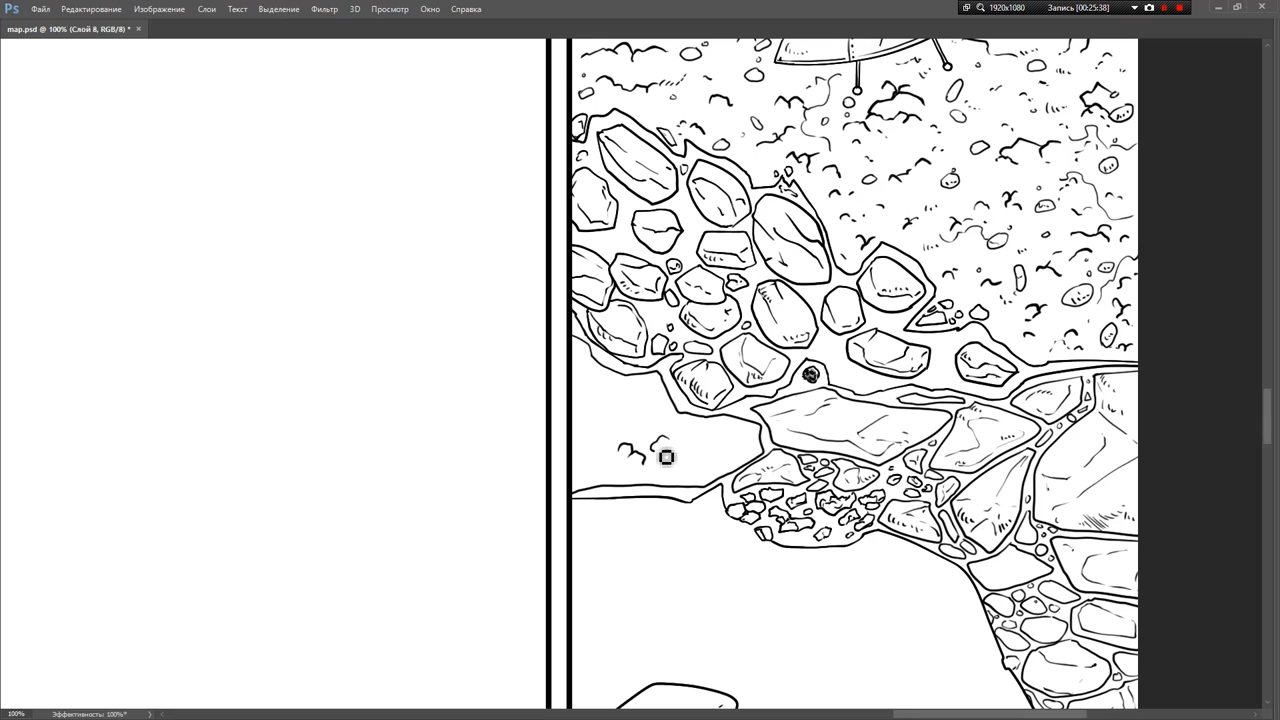 Ps Файл Редактирование Изображение Слои Текст Выделение Фильтр 3D Просмотр Окно Справка 1920x1080 Запись [00:25:38]
map.psd @ 100% (Слой 8, RGB/8) * ×
100% Эффективность: 100%*